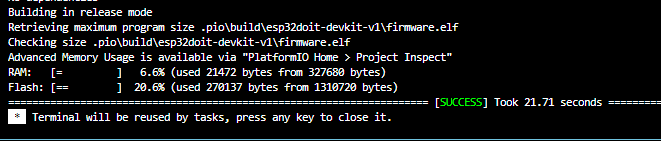 Building in release mode
Retrieving maximum program size .pio\build\esp32doit-devkit-v1\firmware.elf
Checking size .pio\build\esp32doit-devkit-v1\firmware.elf
Advanced Memory Usage is available via "PlatformIO Home > Project Inspect"
RAM:   [=         ]   6.6% (used 21472 bytes from 327680 bytes)
Flash: [==        ]  20.6% (used 270137 bytes from 1310720 bytes)
========================================================================== [SUCCESS] Took 21.71 seconds =========
* Terminal will be reused by tasks, press any key to close it.